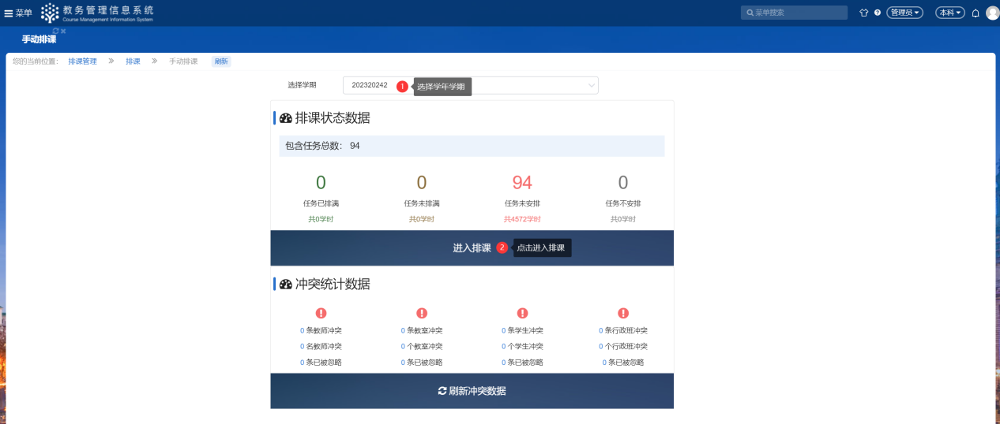 菜单
教务管理信息系统
Course Management Information System
菜单搜索
管理员
本科
手动排课
您的当前位置： 排课管理 » 排课 » 手动排课 刷新
选择学期 202320242 1 选择学年学期
排课状态数据
包含任务总数： 94
0 0 94 0
任务已排满 任务未排满 任务未安排 任务不安排
共0学时 共0学时 共4572学时 共0学时
进入排课 2 点击进入排课
冲突统计数据
0 条教师冲突 0 条教室冲突 0 条学生冲突 0 条行政班冲突
0 名教师冲突 0 个教室冲突 0 个学生冲突 0 个行政班冲突
0 条已被忽略 0 条已被忽略 0 条已被忽略 0 条已被忽略
刷新冲突数据